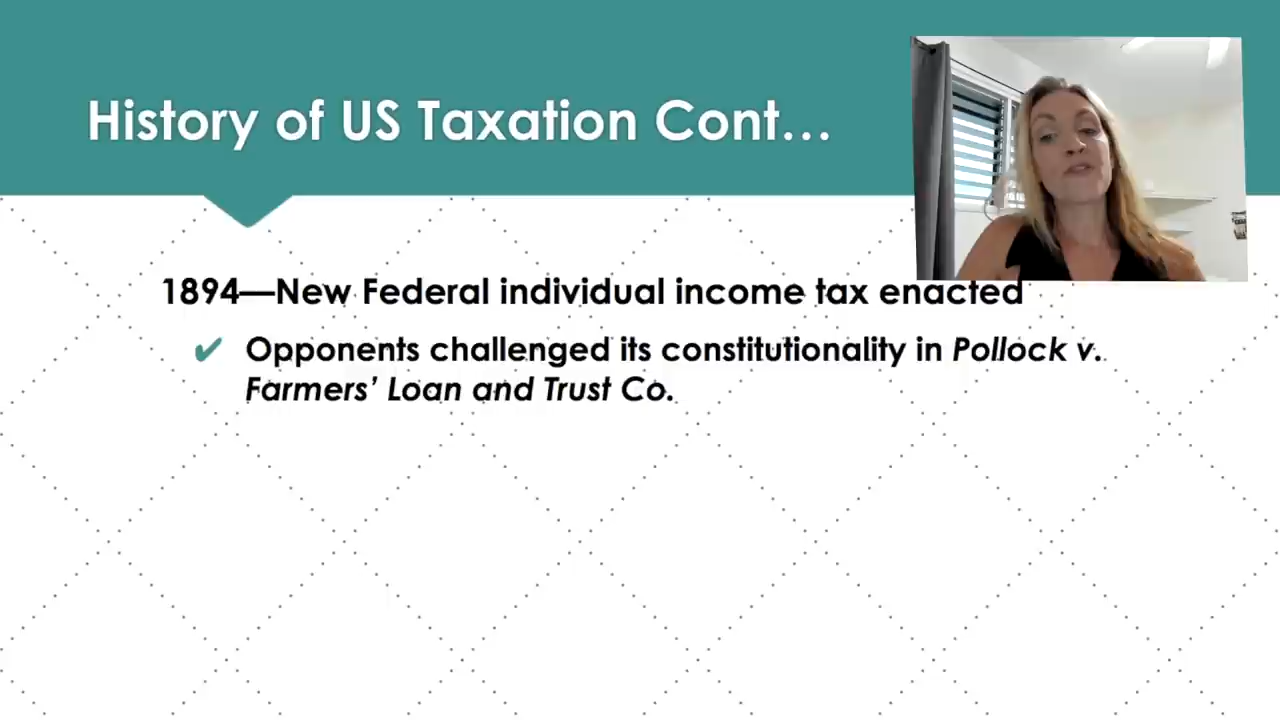 History of US Taxation Cont…
1894—New Federal individual income tax enacted
✔ Opponents challenged its constitutionality in Pollock v.
Farmers’ Loan and Trust Co.